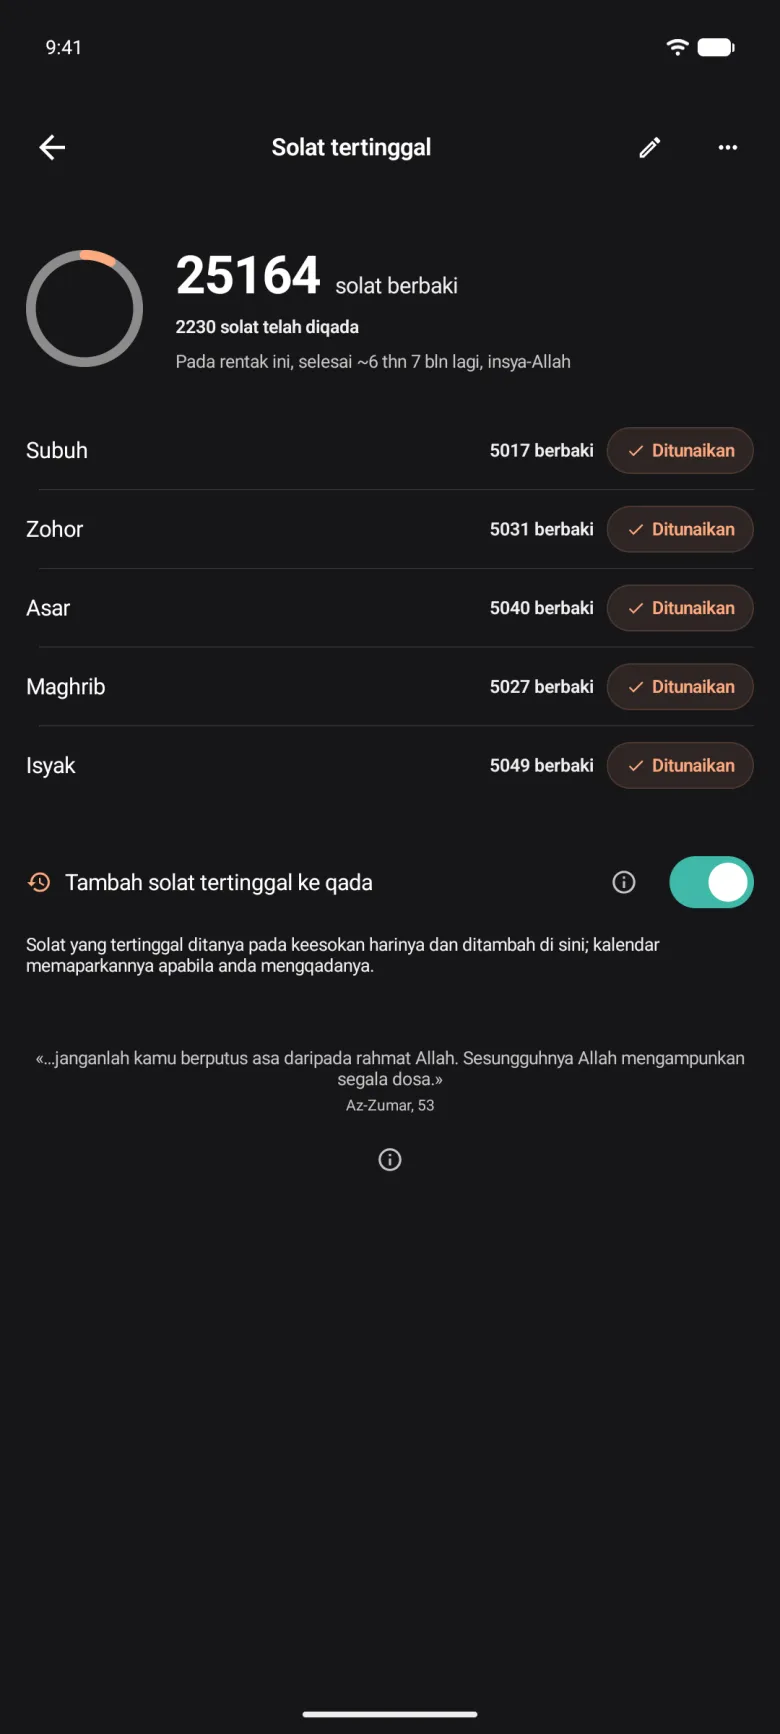 9:41
Solat tertinggal
25164 solat berbaki
2230 solat telah diqada
Pada rentak ini, selesai ~6 thn 7 bln lagi, insya-Allah
Subuh 5017 berbaki Ditunaikan
Zohor 5031 berbaki Ditunaikan
Asar 5040 berbaki Ditunaikan
Maghrib 5027 berbaki Ditunaikan
Isyak 5049 berbaki Ditunaikan
Tambah solat tertinggal ke qada
Solat yang tertinggal ditanya pada keesokan harinya dan ditambah di sini; kalendar
memaparkannya apabila anda mengqadanya.
«...janganlah kamu berputus asa daripada rahmat Allah. Sesungguhnya Allah mengampunkan
segala dosa.»
Az-Zumar, 53